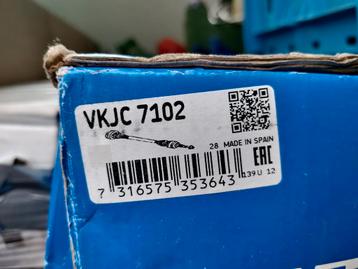 VKJC 7102
28 MADE IN SPAIN
EAC
7 316575 353643
139U 12